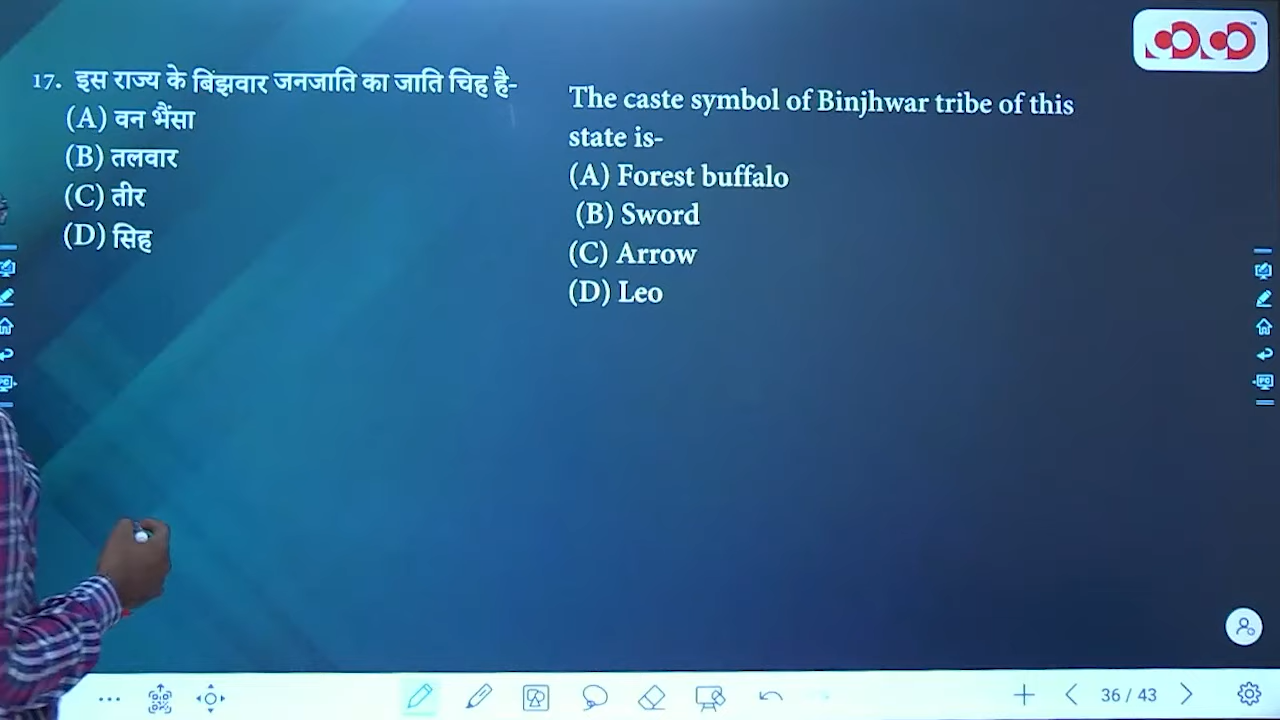 17. इस राज्य के बिंझवार जनजाति का जाति चिह है-
(A) वन भैंसा
(B) तलवार
(C) तीर
(D) सिह
The caste symbol of Binjhwar tribe of this
state is-
(A) Forest buffalo
(B) Sword
(C) Arrow
(D) Leo
36 / 43